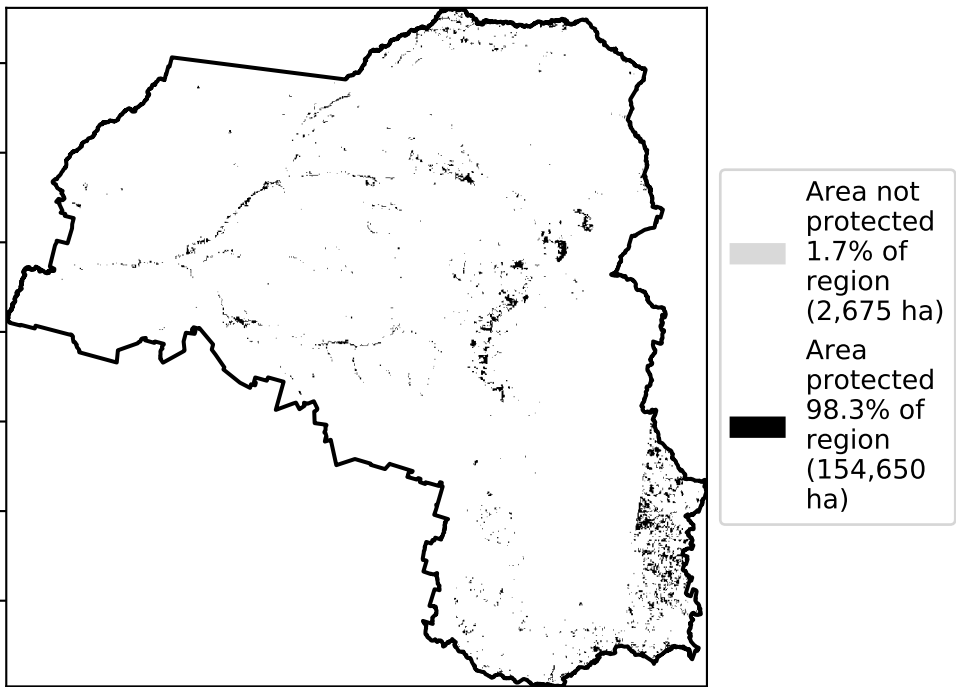 Area not
protected
1.7% of
region
(2,675 ha)
Area
protected
98.3% of
region
(154,650
ha)